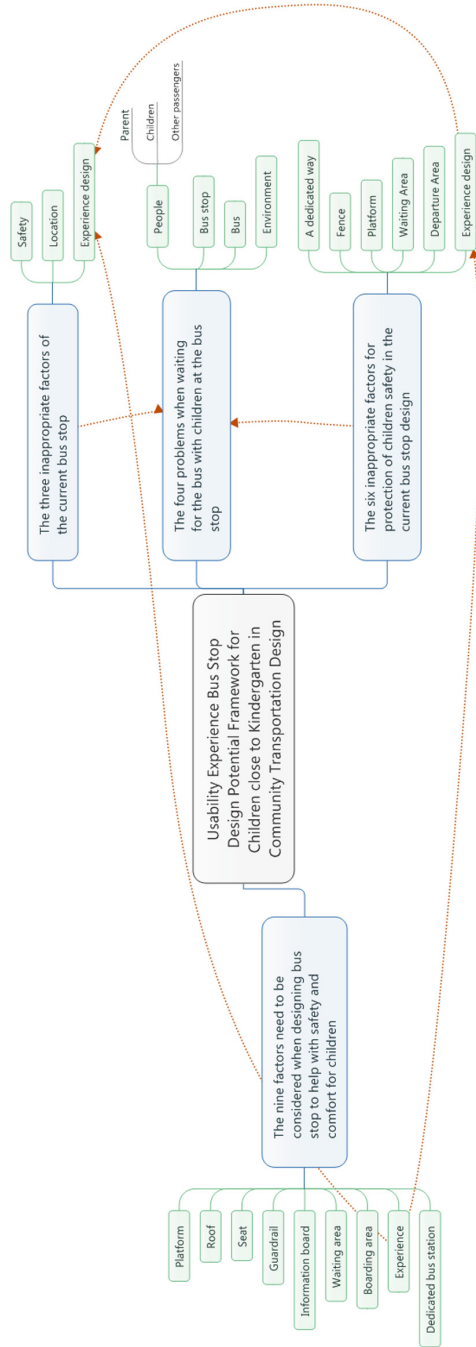 Usability Experience Bus Stop
Design Potential Framework for
Children close to Kindergarten in
Community Transportation Design
The three inappropriate factors of
the current bus stop
Safety
Location
Experience design
The four problems when waiting
for the bus with children at the bus
stop
People
Parent
Children
Other passengers
Bus stop
Bus
Environment
The six inappropriate factors for
protection of children safety in the
current bus stop design
A dedicated way
Fence
Platform
Waiting Area
Departure Area
Experience design
The nine factors need to be
considered when designing bus
stop to help with safety and
comfort for children
Platform
Roof
Seat
Guardrail
Information board
Waiting area
Boarding area
Experience
Dedicated bus station